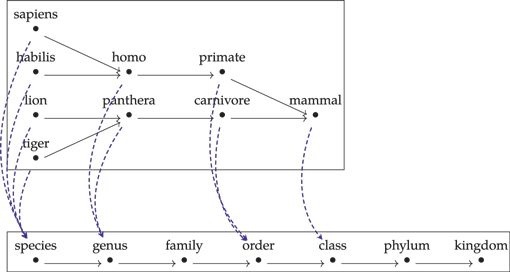 sapiens
habilis homo primate
lion panthera carnivore mammal
tiger
species genus family order class phylum kingdom